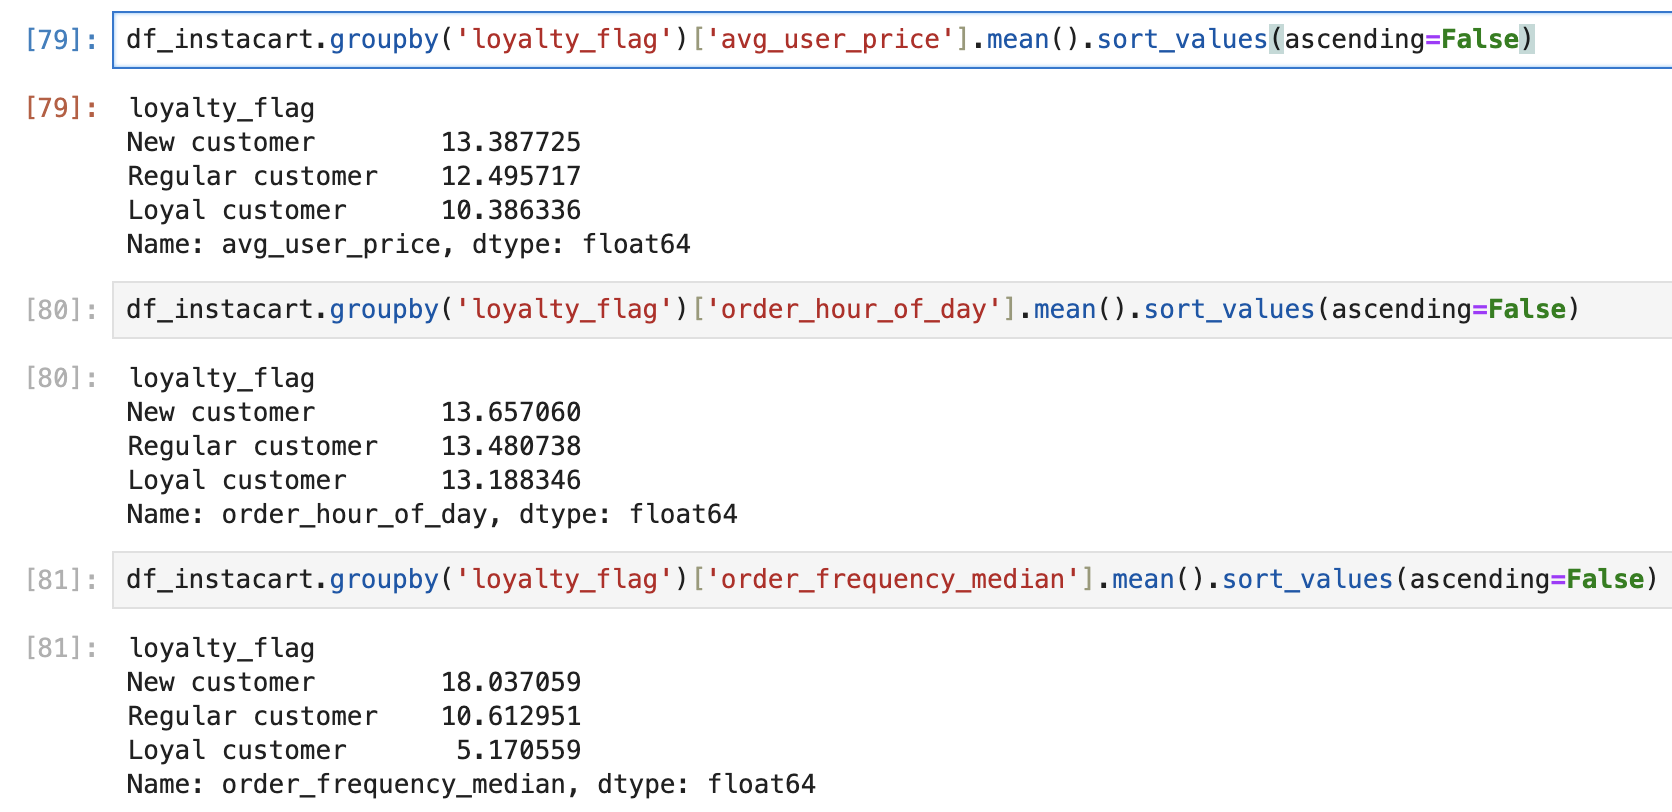 [79]: df_instacart.groupby('loyalty_flag')['avg_user_price'].mean().sort_values(ascending=False)
[79]: loyalty_flag
New customer 13.387725
Regular customer 12.495717
Loyal customer 10.386336
Name: avg_user_price, dtype: float64
[80]: df_instacart.groupby('loyalty_flag')['order_hour_of_day'].mean().sort_values(ascending=False)
[80]: loyalty_flag
New customer 13.657060
Regular customer 13.480738
Loyal customer 13.188346
Name: order_hour_of_day, dtype: float64
[81]: df_instacart.groupby('loyalty_flag')['order_frequency_median'].mean().sort_values(ascending=False)
[81]: loyalty_flag
New customer 18.037059
Regular customer 10.612951
Loyal customer 5.170559
Name: order_frequency_median, dtype: float64